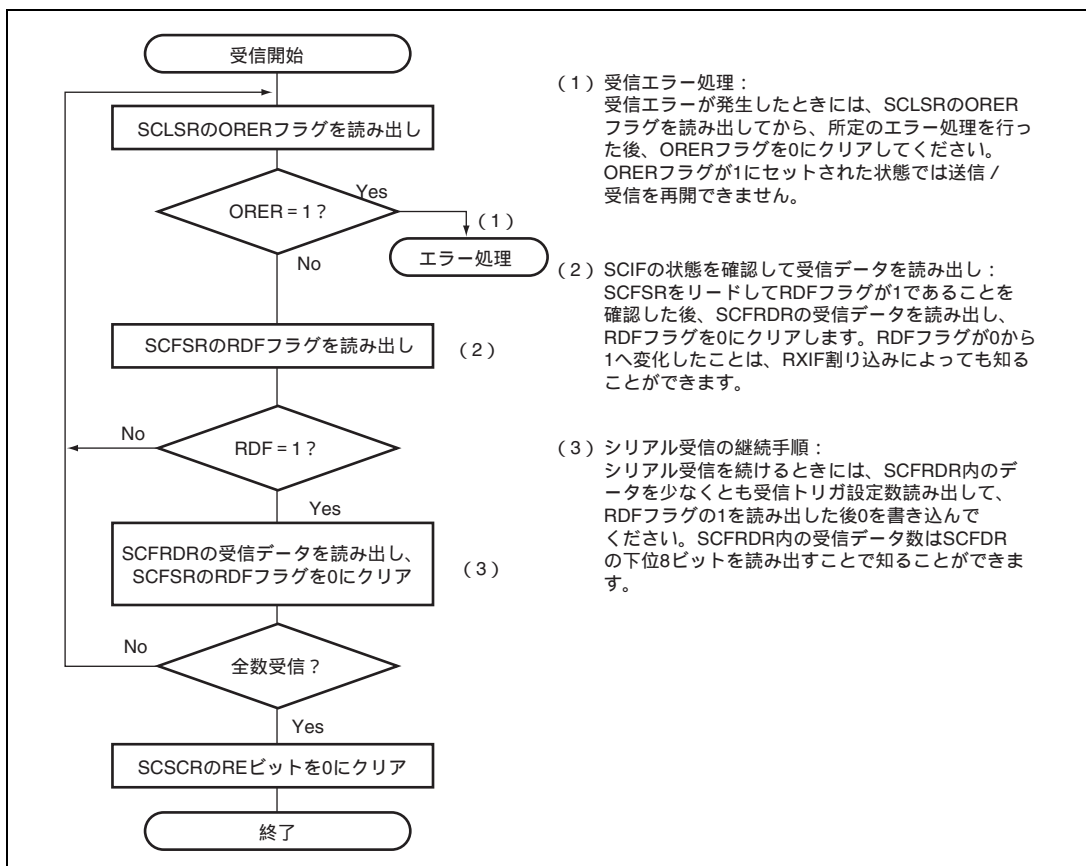 受信開始
SCLSRのORERフラグを読み出し
ORER = 1？
Yes
（1）
エラー処理
No
SCFSRのRDFフラグを読み出し
（2）
No
RDF = 1？
Yes
SCFRDRの受信データを読み出し、
SCFSRのRDFフラグを0にクリア
（3）
No
全数受信？
Yes
SCSCRのREビットを0にクリア
終了
（1）受信エラー処理：
受信エラーが発生したときには、SCLSRのORER
フラグを読み出してから、所定のエラー処理を行っ
た後、ORERフラグを0にクリアしてください。
ORERフラグが1にセットされた状態では送信／
受信を再開できません。
（2）SCIFの状態を確認して受信データを読み出し：
SCFSRをリードしてRDFフラグが1であることを
確認した後、SCFRDRの受信データを読み出し、
RDFフラグを0にクリアします。RDFフラグが0から
1へ変化したことは、RXIF割り込みによっても知る
ことができます。
（3）シリアル受信の継続手順：
シリアル受信を続けるときには、SCFRDR内のデ
ータを少なくとも受信トリガ設定数読み出して、
RDFフラグの1を読み出した後0を書き込んで
ください。SCFRDR内の受信データ数はSCFDR
の下位8ビットを読み出すことで知ることができま
す。